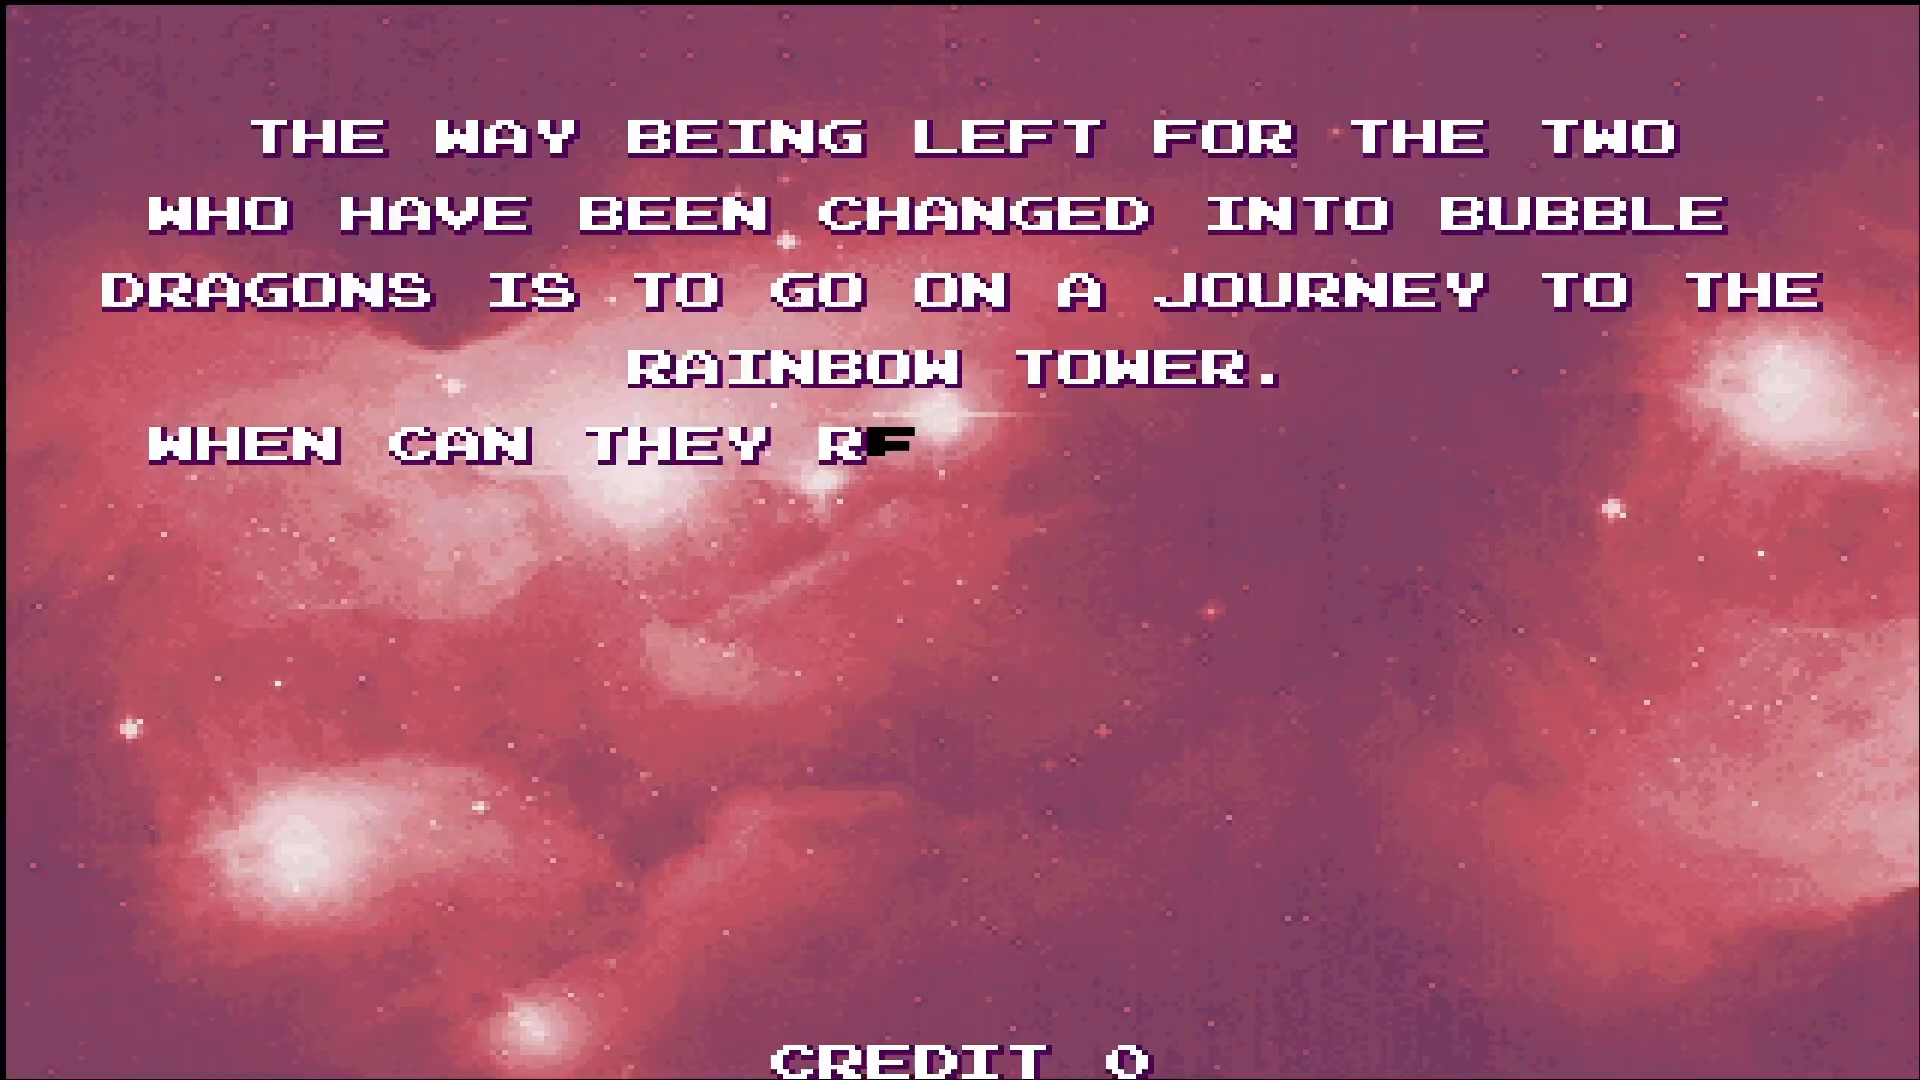 THE WAY BEING LEFT FOR THE TWO
WHO HAVE BEEN CHANGED INTO BUBBLE
DRAGONS IS TO GO ON A JOURNEY TO THE
RAINBOW TOWER.
WHEN CAN THEY RF
CREDIT 0